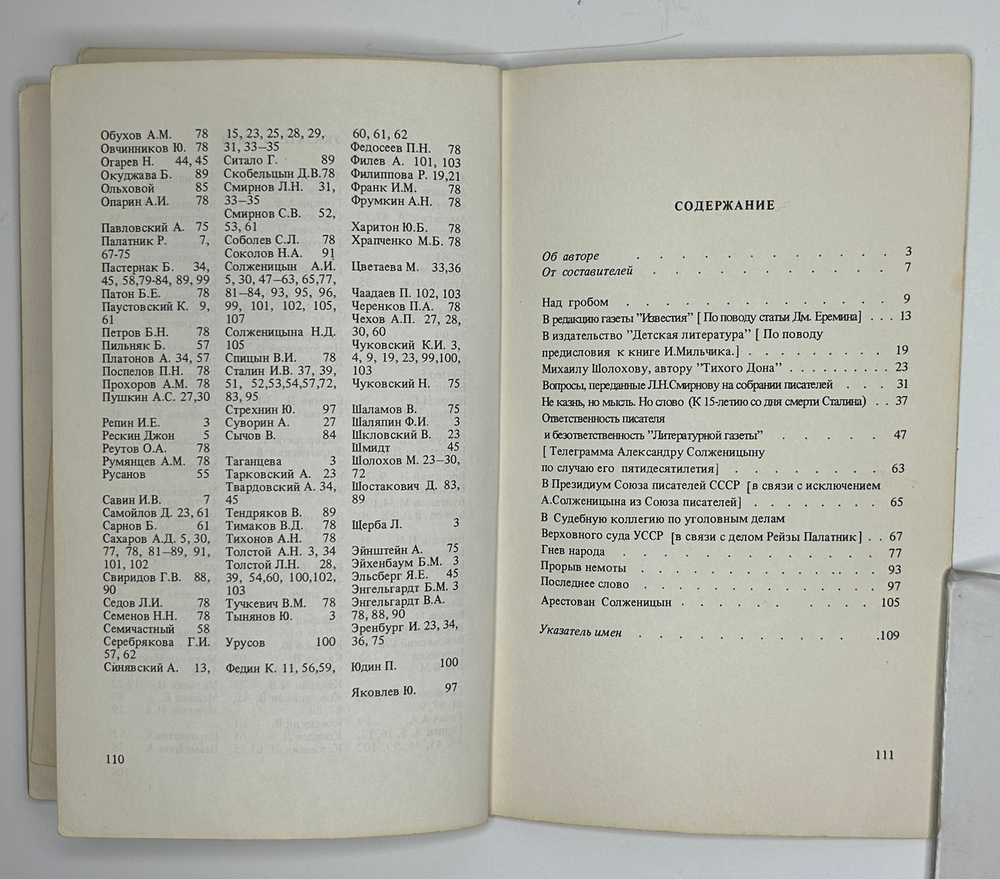 Обухов А.М. 78
Овчинников Ю. 78
Огарев Н. 44, 45
Окуджава Б. 89
Ольховой 85
Опарин А.И. 78
Павловский А. 75
Палатник Р. 7,
67-75
Пастернак Б. 34,
45, 58,79-84, 89, 99
Патон Б.Е. 78
Паустовский К. 9,
61
Петров Б.Н. 78
Пильняк Б. 57
Платонов А. 34, 57
Поспелов П.Н. 78
Прохоров А.М. 78
Пушкин А.С. 27,30
Репин И.Е. 3
Рескин Джон 5
Реутов О.А. 78
Румянцев А.М. 78
Русанов 55
Савин И.В. 7
Самойлов Д. 23, 61
Сарнов Б. 61
Сахаров А.Д. 5, 30,
77, 78, 81—89, 91,
101, 102
Свиридов Г.В. 88,
90
Седов Л.И. 78
Семенов Н.Н. 78
Семичастный 58
Серебрякова Г.И.
57, 62
Синявский А. 13,
15, 23, 25, 28, 29,
31, 33—35
Ситало Г. 89
Скобельцын Д.В.78
Смирнов Л.Н. 31,
33—35
Смирнов С.В. 52,
53, 61
Соболев С.Л. 78
Соколов Н.А. 91
Солженицын А.И.
5, 30, 47—63, 65,77,
81—84, 93, 95, 96,
99, 101, 102, 105,
107
Солженицына Н.Д.
105
Спицын В.И. 78
Сталин И.В. 37, 39,
51, 52,53,54,57,72,
83, 95
Стрехнин Ю. 97
Суворин А. 27
Сычов В. 84
Таганцева 3
Тарковский А. 23
Твардовский А. 34,
45
Тендряков В. 89
Тимаков В.Д. 78
Тихонов А.Н. 78
Толстой А.Н. 3, 34
Толстой Л.Н. 28,
39, 54,60, 100,102,
103
Тучкевич В.М. 78
Тынянов Ю. 3
Урусов 100
Федин К. 11, 56,59,
60, 61, 62
Федосеев П.Н. 78
Филев А. 101, 103
Филиппова Р. 19,21
Франк И.М. 78
Фрумкин А.Н. 78
Харитон Ю.Б. 78
Храпченко М.Б. 78
Цветаева М. 33,36
Чаадаев П. 102, 103
Черенков П.А. 78
Чехов А.П. 27, 28,
30, 60
Чуковский К.И. 3,
4, 9, 19, 23, 99,100,
103
Чуковский Н. 75
Шаламов В. 75
Шаляпин Ф.И. 3
Шкловский В. 23
Шмидт 45
Шолохов М. 23—30,
72
Шостакович Д. 83,
89
Щерба Л. 3
Эйнштейн А. 75
Эйхенбаум Б.М. 3
Эльсберг Я.Е. 45
Энгельгардт Б.М. 3
Энгельгардт В.А.
78, 88, 90
Эренбург И. 23, 34,
36, 75
Юдин П. 100
Яковлев Ю. 97
110
СОДЕРЖАНИЕ
Об авторе . . . . . . . . . . . . 3
От составителей . . . . . . . . . . . 7
Над гробом . . . . . . . . . . . . 9
В редакцию газеты "Известия" [ По поводу статьи Дм. Еремина] . . . 13
В издательство "Детская литература" [ По поводу
предисловия к книге И.Мильчика.] . . . . . . . . 19
Михаилу Шолохову, автору "Тихого Дона" . . . . . . . 23
Вопросы, переданные Л.Н.Смирнову на собрании писателей . . . 31
Не казнь, но мысль. Но слово (К 15-летию со дня смерти Сталина) . . 37
Ответственность писателя
и безответственность "Литературной газеты" . . . . . . 47
[ Телеграмма Александру Солженицыну
по случаю его пятидесятилетия] . . . . . . . . . 63
В Президиум Союза писателей СССР [в связи с исключением
А.Солженицына из Союза писателей] . . . . . . . . 65
В Судебную коллегию по уголовным делам
Верховного суда УССР [в связи с делом Рейзы Палатник] . . 67
Гнев народа . . . . . . . . . . . . 77
Прорыв немоты . . . . . . . . . . . 93
Последнее слово . . . . . . . . . . . 97
Арестован Солженицын . . . . . . . . . . 105
Указатель имен . . . . . . . . . . . .109
111